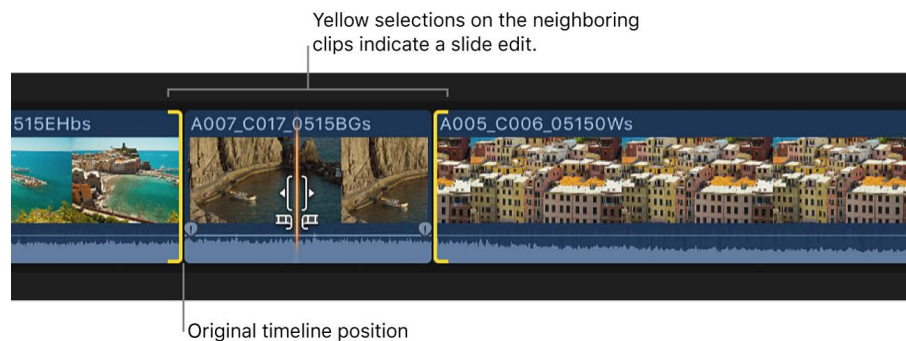 Yellow selections on the neighboring
clips indicate a slide edit.
515EHbs
A007_C017_0515BGs
A005_C006_05150Ws
Original timeline position